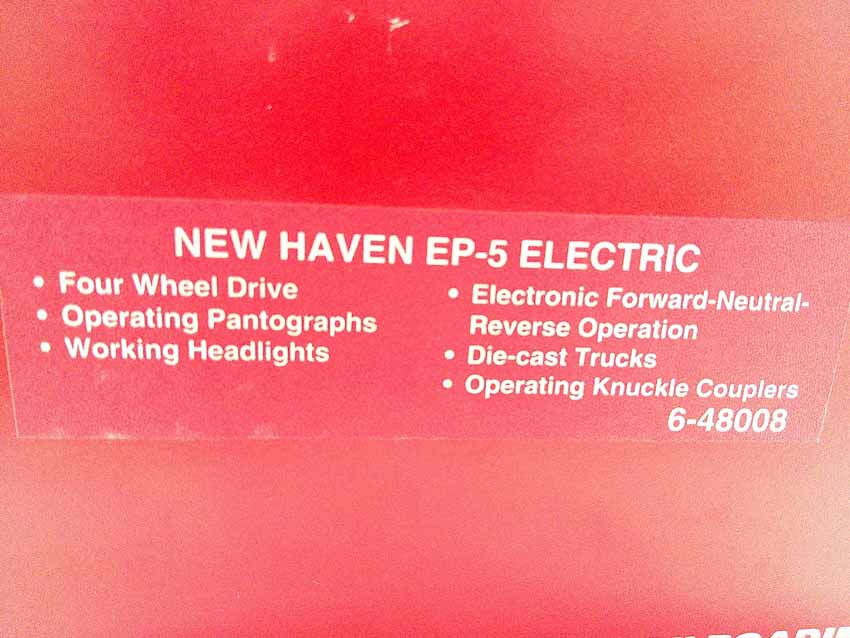 NEW HAVEN EP-5 ELECTRIC
• Four Wheel Drive
• Operating Pantographs
• Working Headlights
• Electronic Forward-Neutral-
Reverse Operation
• Die-cast Trucks
• Operating Knuckle Couplers
6-48008